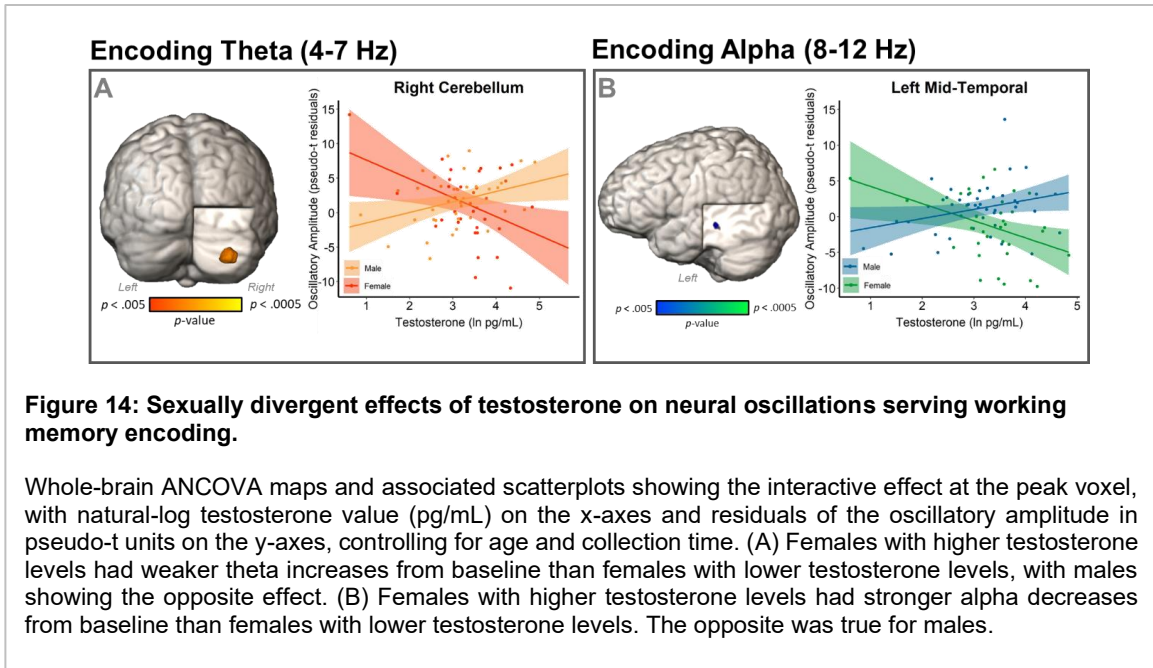 Encoding Theta (4-7 Hz)
A
Right Cerebellum
Oscillatory Amplitude (pseudo-t residuals)
15
10
5
0
-5
-10
Male
Female
1 2 3 4 5
Testosterone (ln pg/mL)
Left Right
p < .005 p < .0005
p-value
Encoding Alpha (8-12 Hz)
B
Left Mid-Temporal
Oscillatory Amplitude (pseudo-t residuals)
15
10
5
0
-5
-10
Male
Female
1 2 3 4 5
Testosterone (ln pg/mL)
Left
p < .005 p < .0005
p-value
Figure 14: Sexually divergent effects of testosterone on neural oscillations serving working
memory encoding.
Whole-brain ANCOVA maps and associated scatterplots showing the interactive effect at the peak voxel,
with natural-log testosterone value (pg/mL) on the x-axes and residuals of the oscillatory amplitude in
pseudo-t units on the y-axes, controlling for age and collection time. (A) Females with higher testosterone
levels had weaker theta increases from baseline than females with lower testosterone levels, with males
showing the opposite effect. (B) Females with higher testosterone levels had stronger alpha decreases
from baseline than females with lower testosterone levels. The opposite was true for males.